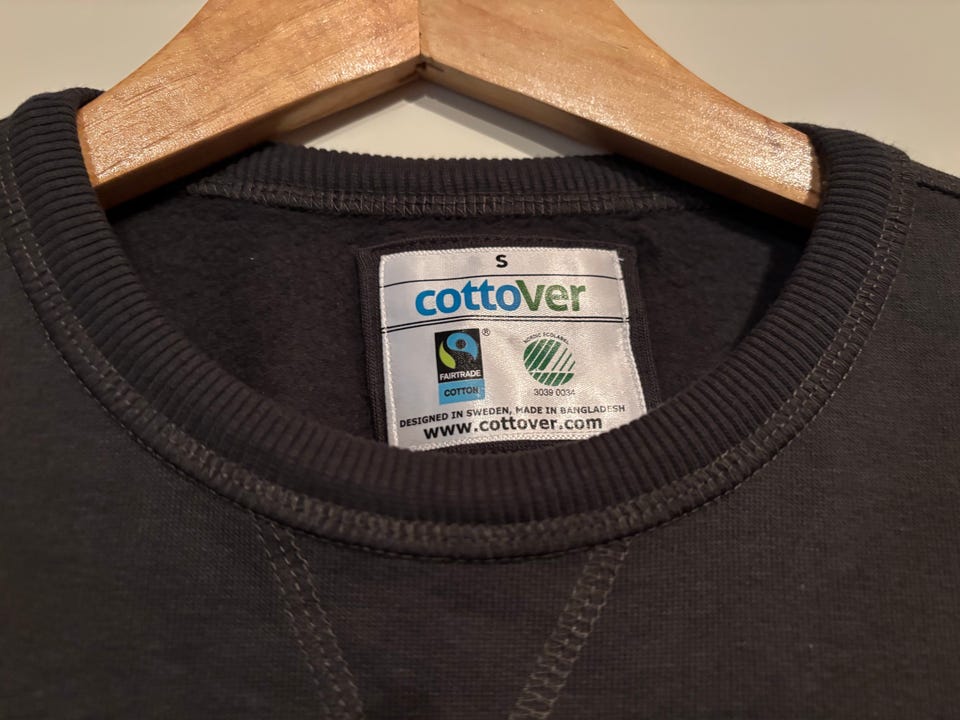 S
cottover
®
FAIRTRADE
COTTON
NORDIC ECOLABEL
3039 0034
DESIGNED IN SWEDEN, MADE IN BANGLADESH
www.cottover.com